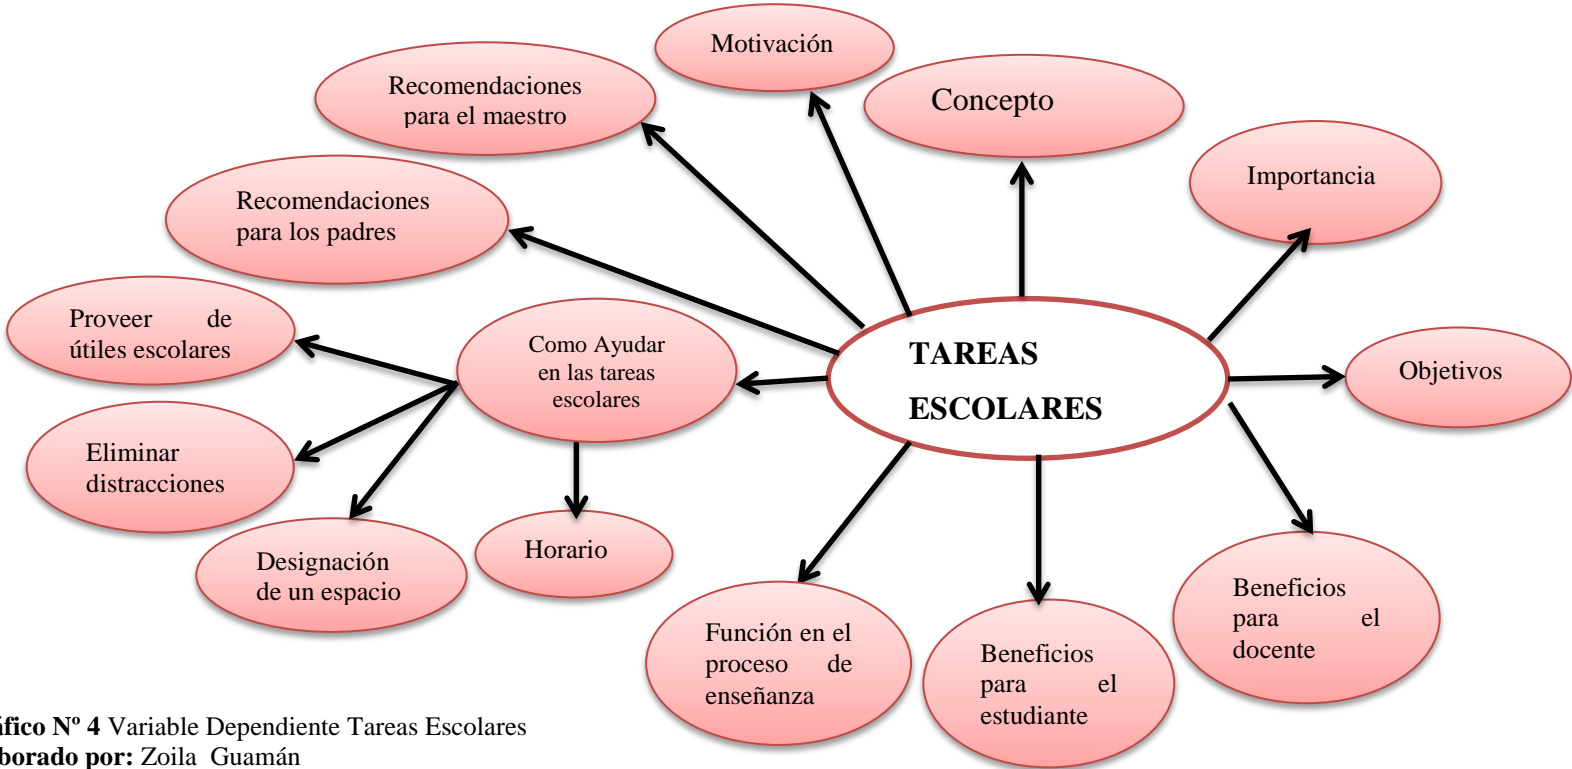 Motivación
Concepto
Recomendaciones
para el maestro
Importancia
Recomendaciones
para los padres
Proveer de
útiles escolares
Como Ayudar
en las tareas
escolares
TAREAS
ESCOLARES
Objetivos
Eliminar
distracciones
Designación
de un espacio
Horario
Función en el
proceso de
enseñanza
Beneficios
para el
estudiante
Beneficios
para el
docente
áfico Nº 4 Variable Dependiente Tareas Escolares
borado por: Zoila Guamán